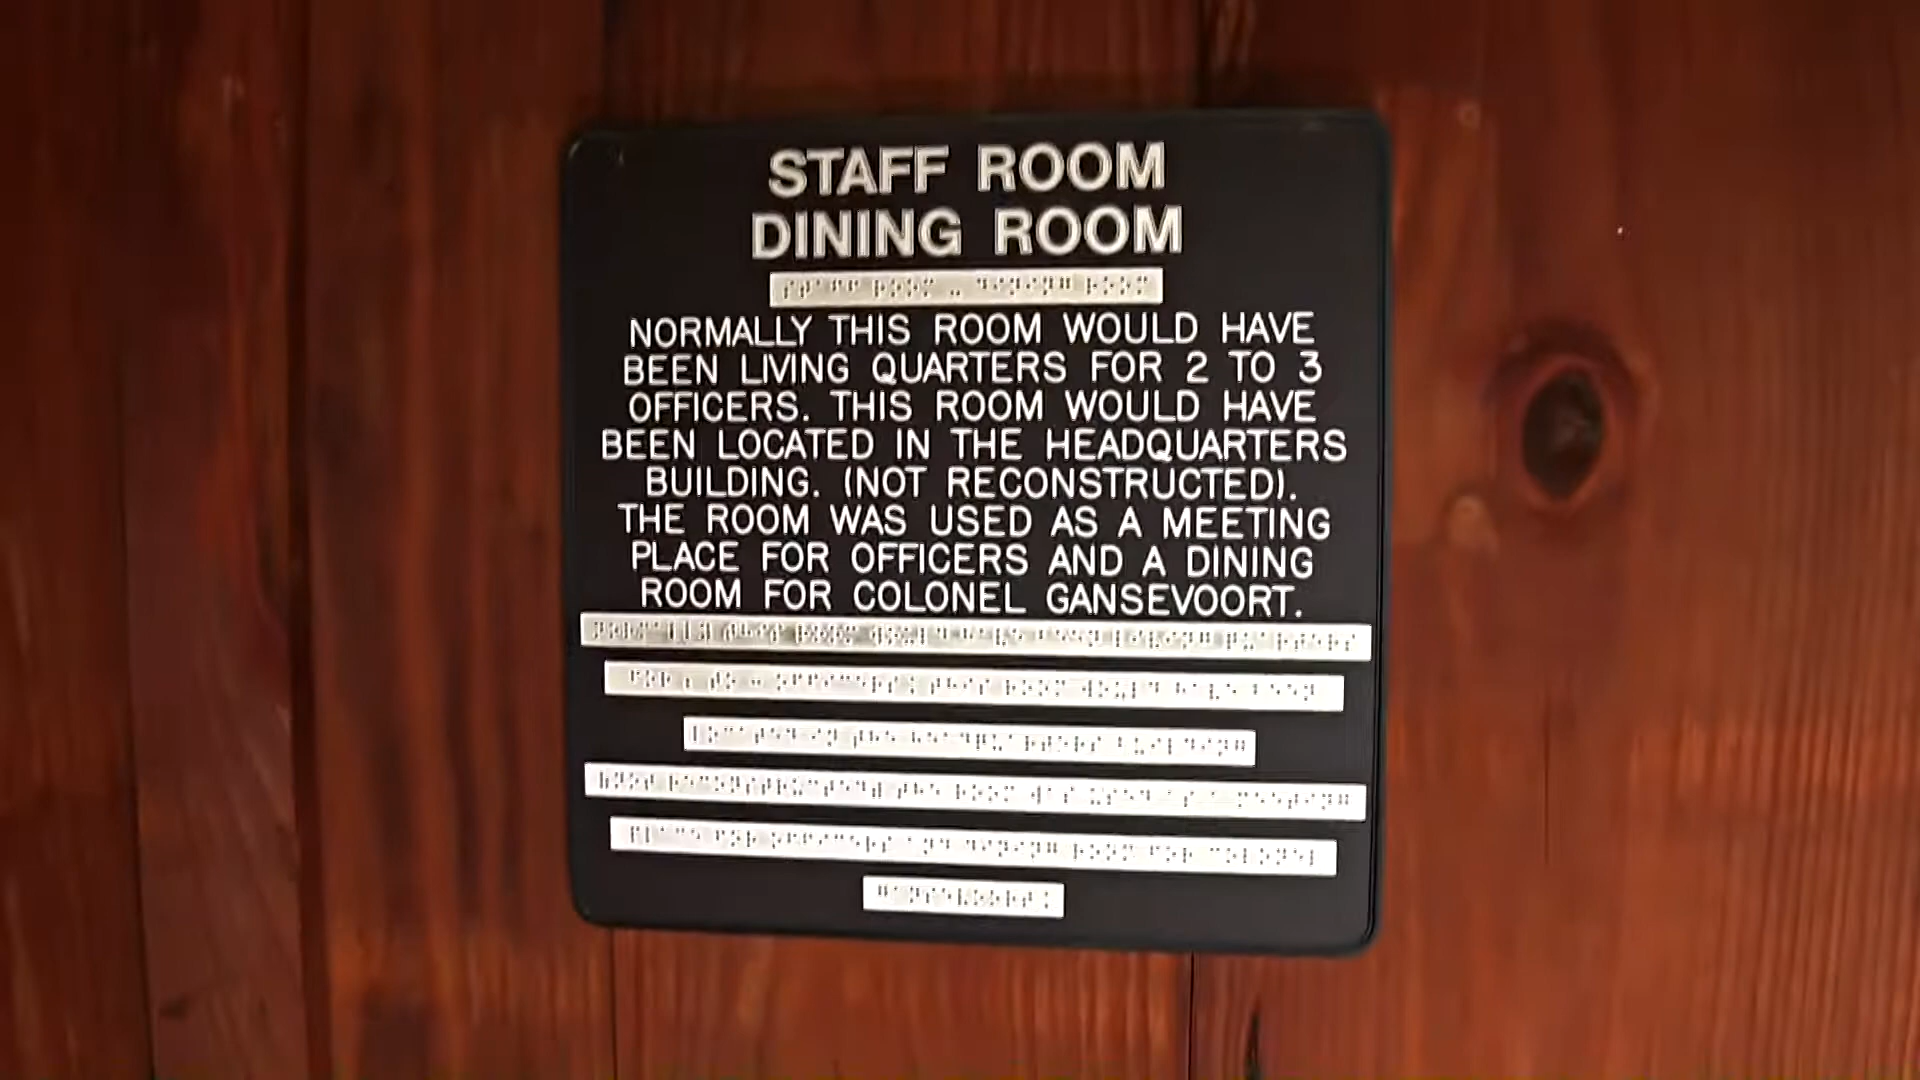 STAFF ROOM
DINING ROOM
NORMALLY THIS ROOM WOULD HAVE
BEEN LIVING QUARTERS FOR 2 TO 3
OFFICERS. THIS ROOM WOULD HAVE
BEEN LOCATED IN THE HEADQUARTERS
BUILDING. (NOT RECONSTRUCTED).
THE ROOM WAS USED AS A MEETING
PLACE FOR OFFICERS AND A DINING
ROOM FOR COLONEL GANSEVOORT.